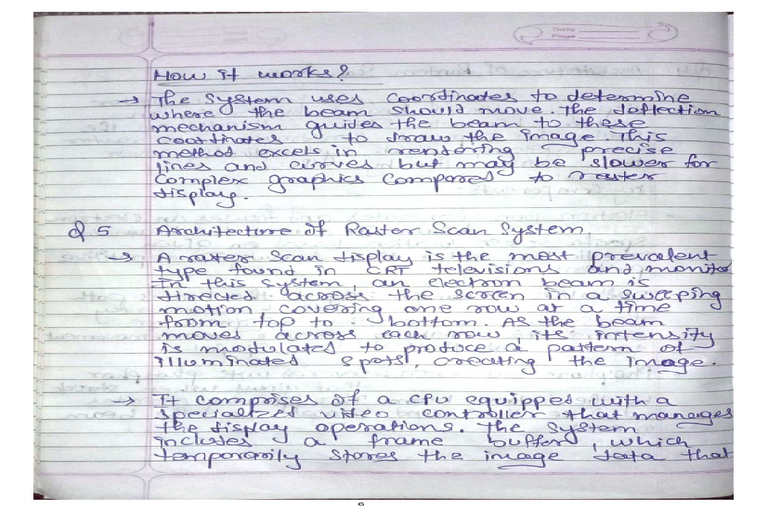 How it works?
→ The system uses coordinates to determine
where the beam should move. The deflection
mechanism guides the beam to these
coordinates to draw the image. This
method excels in rendering precise
lines and curves but may be slower for
complex graphics compared to raster
display.
Q 5 Architecture of Raster Scan System
→ A raster scan display is the most prevalent
type found in CRT televisions and monitor
In this system, an electron beam is
directed across the screen in a sweeping
motion covering one row at a time
from top to bottom. As the beam
moves across each row its intensity
is modulated to produce a pattern of
illuminated spots, creating the image.
→ It comprises of a CPU equipped with a
specialized video controller that manages
the display operations. The system
includes a frame buffer, which
temporarily stores the image data that
6